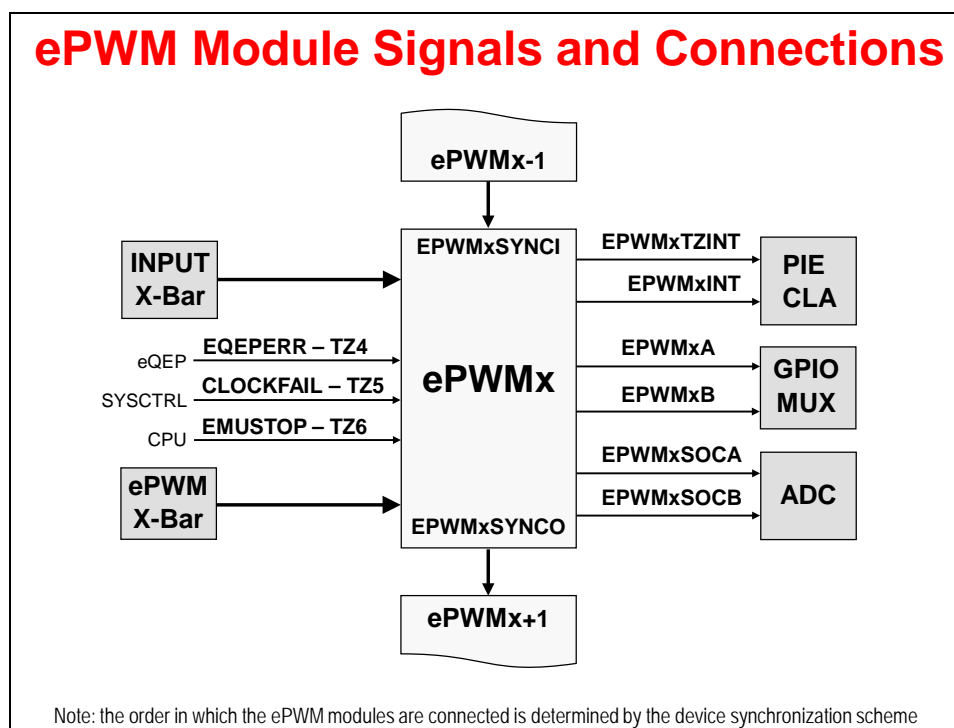 ePWM Module Signals and Connections
ePWMx-1
EPWMxSYNCI
INPUT
X-Bar
EPWMxTZINT
EPWMxINT
PIE
CLA
eQEP
EQEPERR – TZ4
SYSCTRL
CLOCKFAIL – TZ5
CPU
EMUSTOP – TZ6
ePWMx
EPWMxA
EPWMxB
GPIO
MUX
ePWM
X-Bar
EPWMxSOCA
EPWMxSOCB
ADC
EPWMxSYNCO
ePWMx+1
Note: the order in which the ePWM modules are connected is determined by the device synchronization scheme